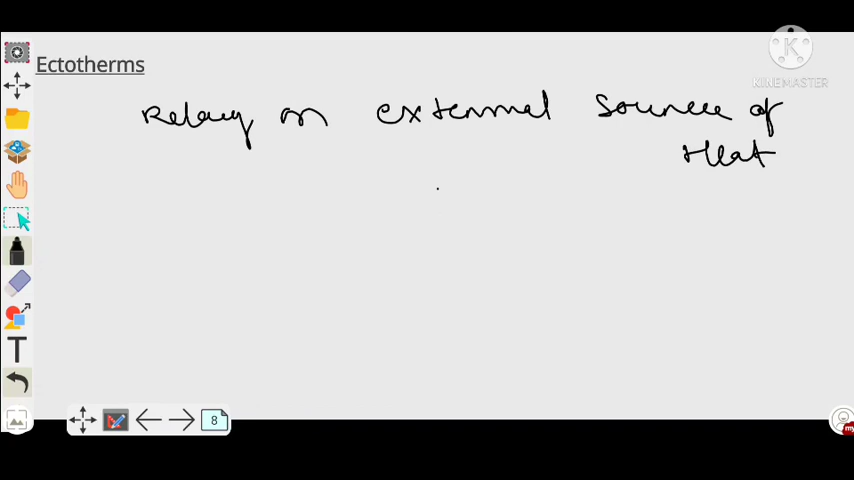 KINEMASTER
Ectotherms
Relay on external source of
Heat
8